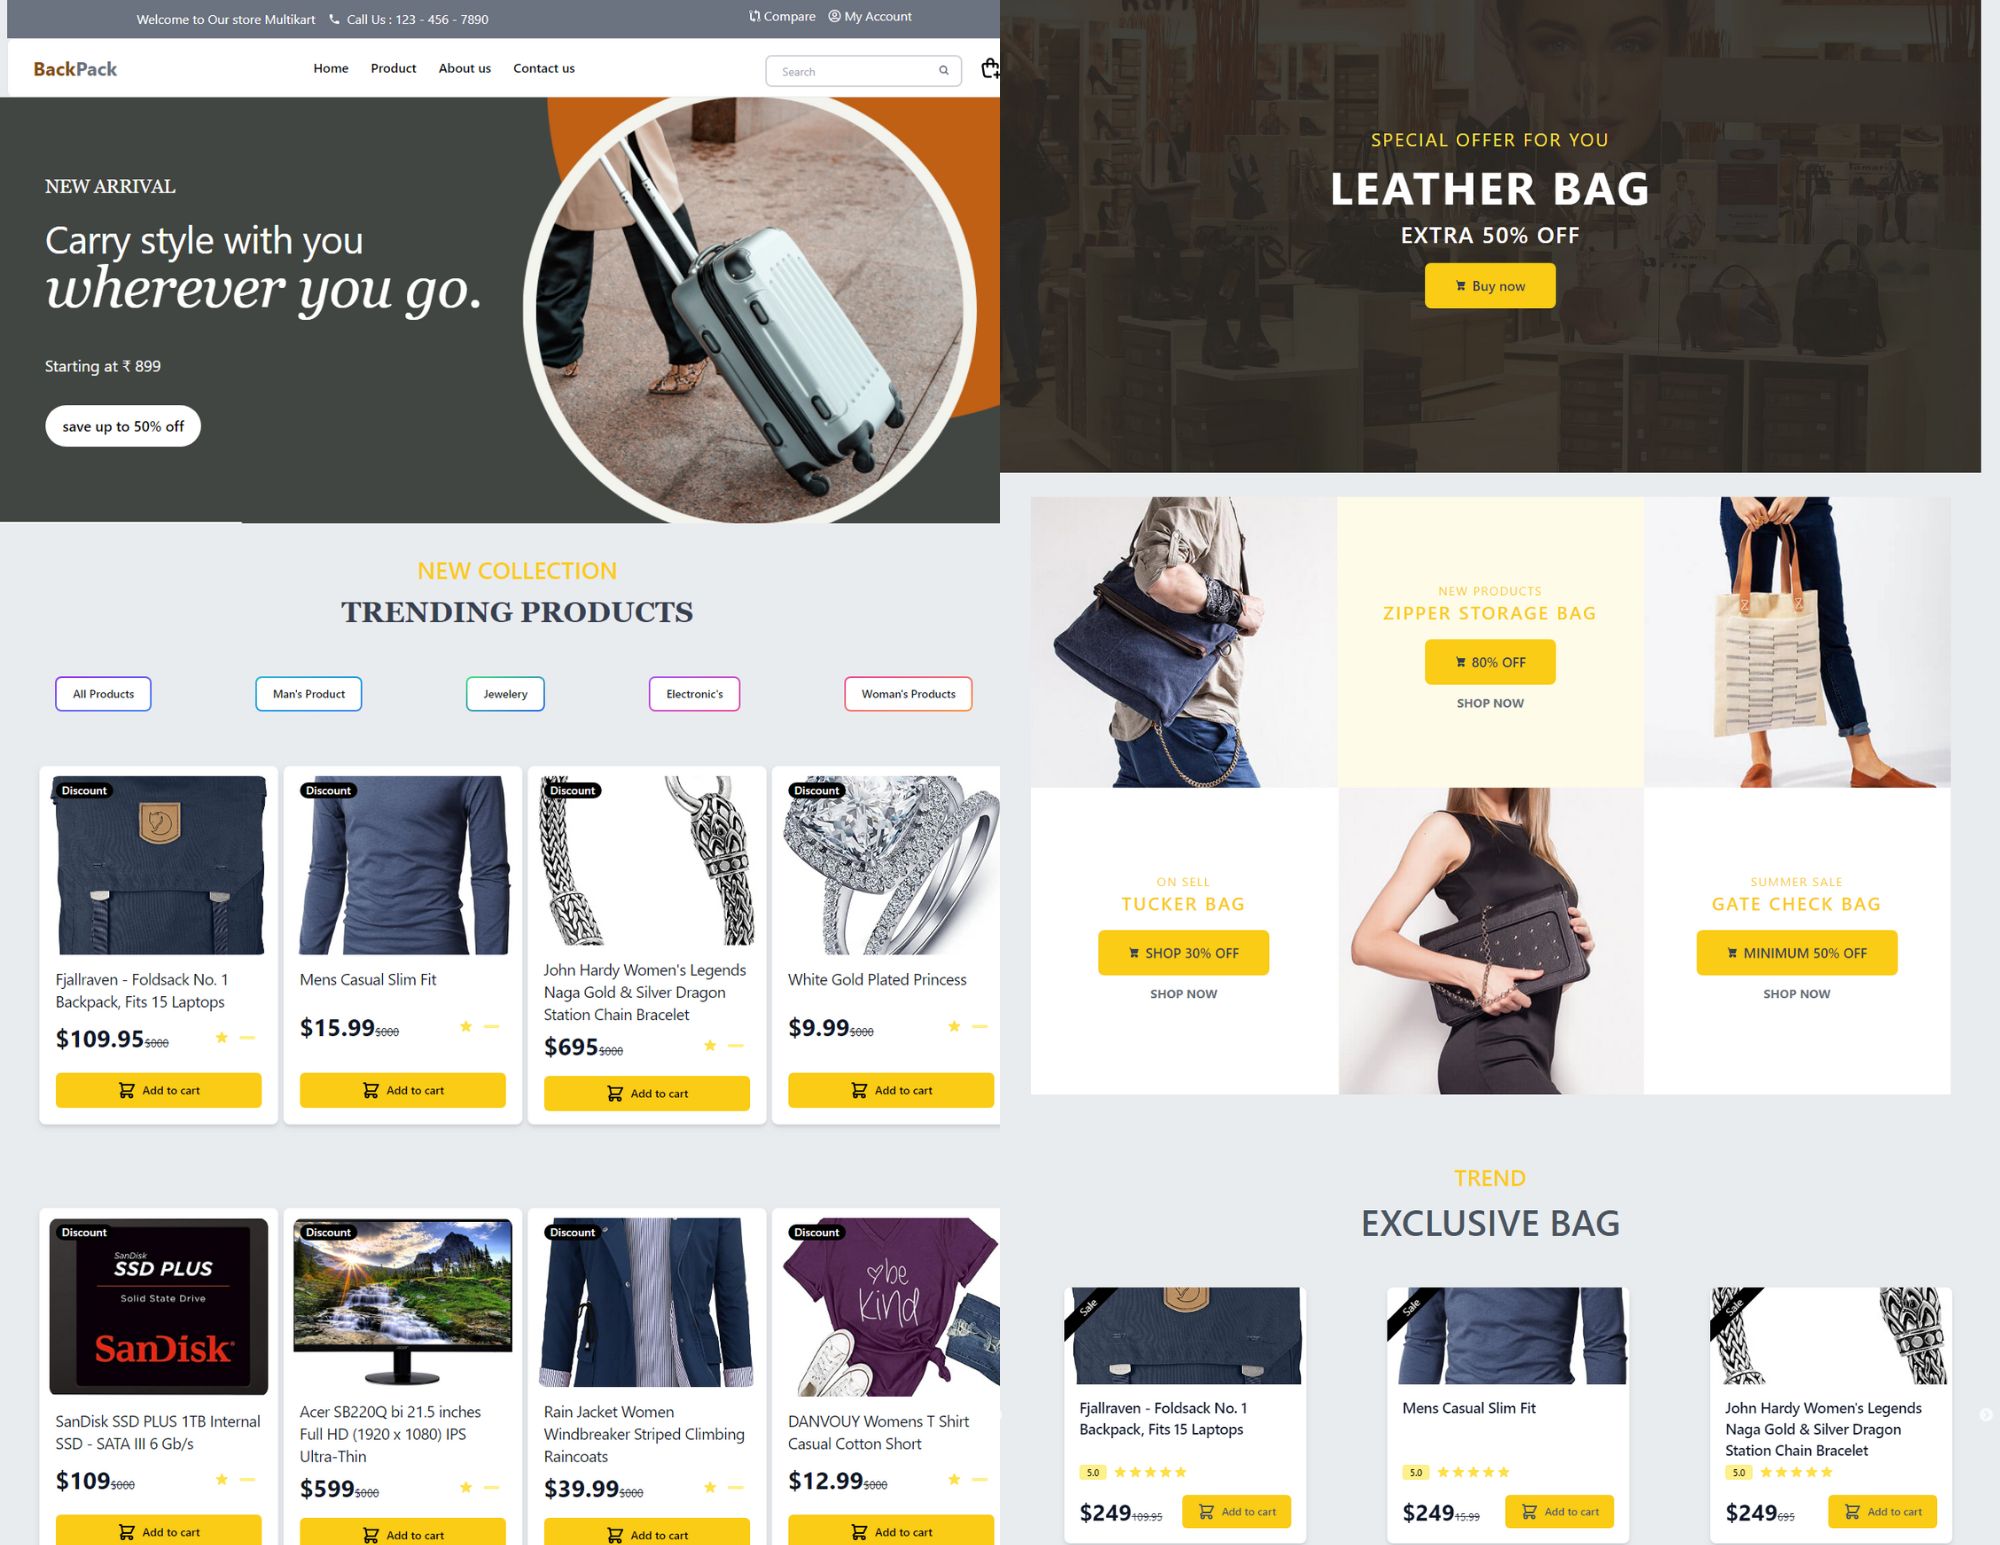 Welcome to Our store Multikart Call Us : 123 - 456 - 7890
Compare My Account
BackPack
Home Product About us Contact us
Search
NEW ARRIVAL
Carry style with you
wherever you go.
Starting at ₹ 899
save up to 50% off
NEW COLLECTION
TRENDING PRODUCTS
All Products Man's Product Jewelery Electronic's Woman's Products
Discount Discount Discount Discount
Fjallraven - Foldsack No. 1
Backpack, Fits 15 Laptops
$109.95 $000
Add to cart
Mens Casual Slim Fit
$15.99 $000
Add to cart
John Hardy Women's Legends
Naga Gold & Silver Dragon
Station Chain Bracelet
$695 $000
Add to cart
White Gold Plated Princess
$9.99 $000
Add to cart
Discount Discount Discount Discount
SanDisk
SSD PLUS
Solid State Drive
SanDisk
SanDisk SSD PLUS 1TB Internal
SSD - SATA III 6 Gb/s
$109 $000
Add to cart
acer
Acer SB220Q bi 21.5 inches
Full HD (1920 x 1080) IPS
Ultra-Thin
$599 $000
Add to cart
Rain Jacket Women
Windbreaker Striped Climbing
Raincoats
$39.99 $000
Add to cart
be
kind
DANVOUY Womens T Shirt
Casual Cotton Short
$12.99 $000
Add to cart
Tamaris
SPECIAL OFFER FOR YOU
LEATHER BAG
EXTRA 50% OFF
Buy now
NEW PRODUCTS
ZIPPER STORAGE BAG
80% OFF
SHOP NOW
ON SELL
TUCKER BAG
SHOP 30% OFF
SHOP NOW
SUMMER SALE
GATE CHECK BAG
MINIMUM 50% OFF
SHOP NOW
TREND
EXCLUSIVE BAG
Sale Sale Sale
Fjallraven - Foldsack No. 1
Backpack, Fits 15 Laptops
5.0
$249 109.95
Add to cart
Mens Casual Slim Fit
5.0
$249 15.99
Add to cart
John Hardy Women's Legends
Naga Gold & Silver Dragon
Station Chain Bracelet
5.0
$249 695
Add to cart